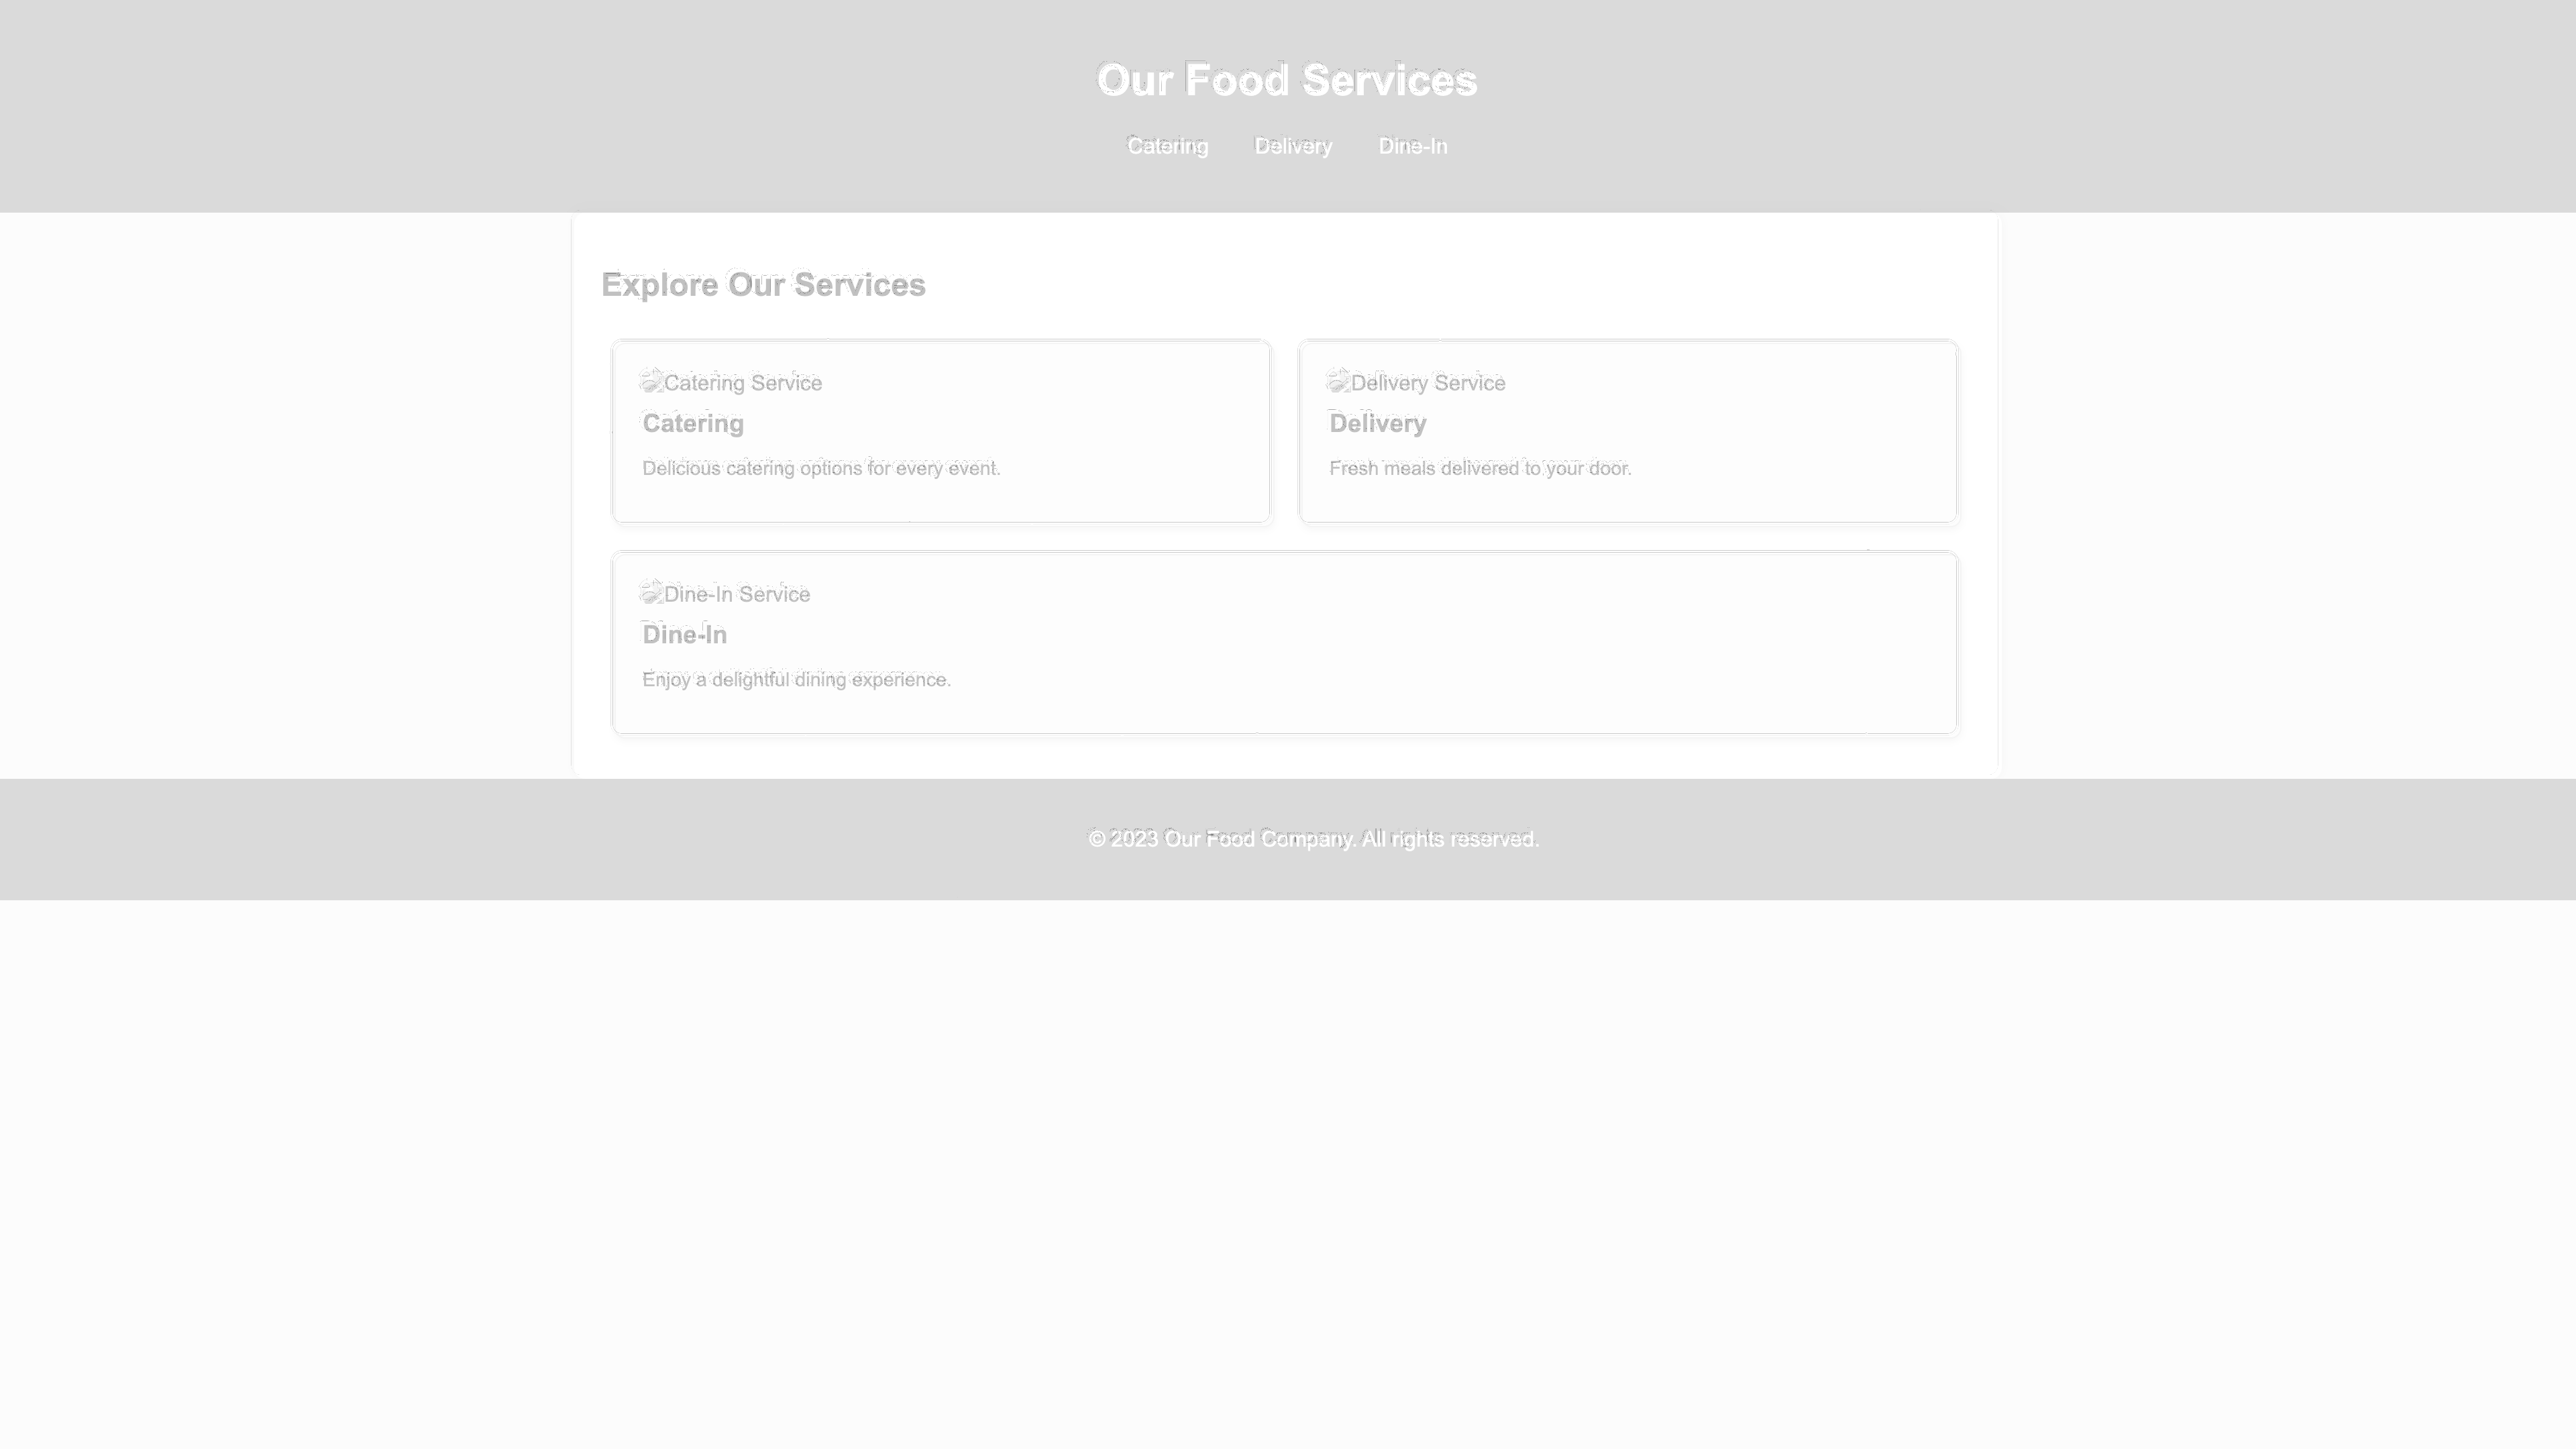 Our Food Services
Catering Delivery Dine-In
Explore Our Services
Catering Service
Catering
Delicious catering options for every event.
Delivery Service
Delivery
Fresh meals delivered to your door.
Dine-In Service
Dine-In
Enjoy a delightful dining experience.
© 2023 Our Food Company. All rights reserved.